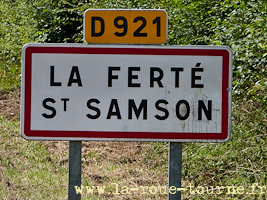 D 921
LA FERTÉ
ST SAMSON
www.la-roue-tourne.fr